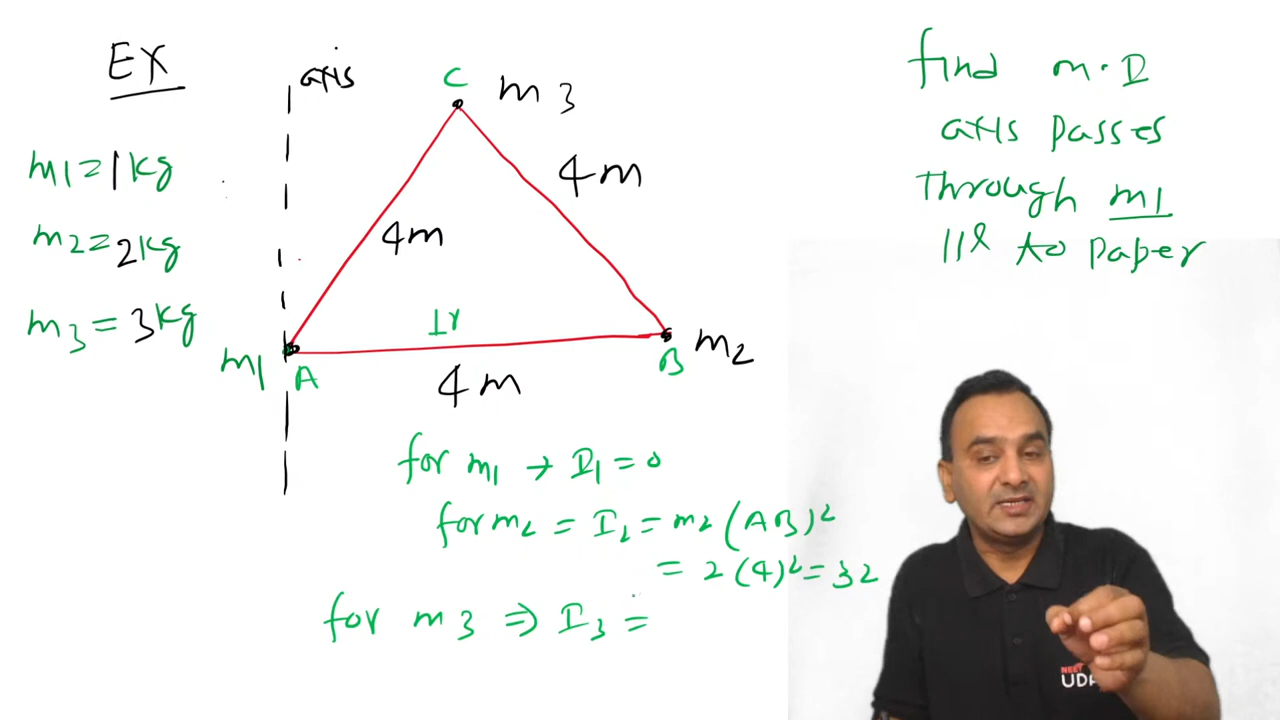 EX
axis
C
m3
find m.I
axis passes
Through m1
11l to paper
m1=1kg
m2=2kg
m3=3kg
4m
4m
⊥r
m1
A
4m
B
m2
for m1 → I1=0
for m2 = I2 = m2(AB)²
= 2(4)²=32
for m3 ⇒ I3 =
NEET